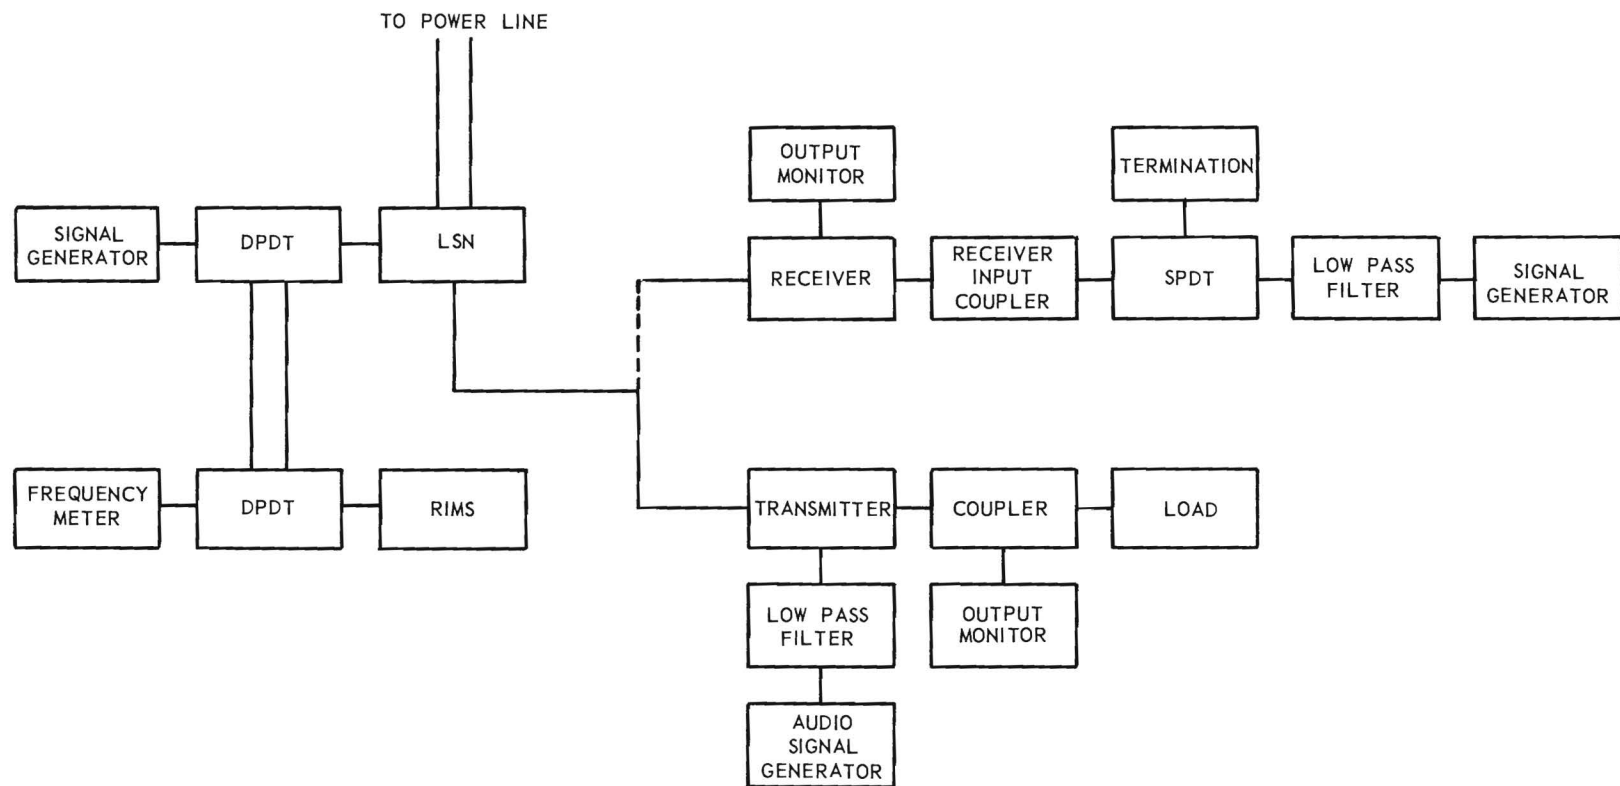 TO POWER LINE
OUTPUT
MONITOR
TERMINATION
SIGNAL
GENERATOR
DPDT
LSN
RECEIVER
RECEIVER
INPUT
COUPLER
SPDT
LOW PASS
FILTER
SIGNAL
GENERATOR
FREQUENCY
METER
DPDT
RIMS
TRANSMITTER
COUPLER
LOAD
LOW PASS
FILTER
OUTPUT
MONITOR
AUDIO
SIGNAL
GENERATOR